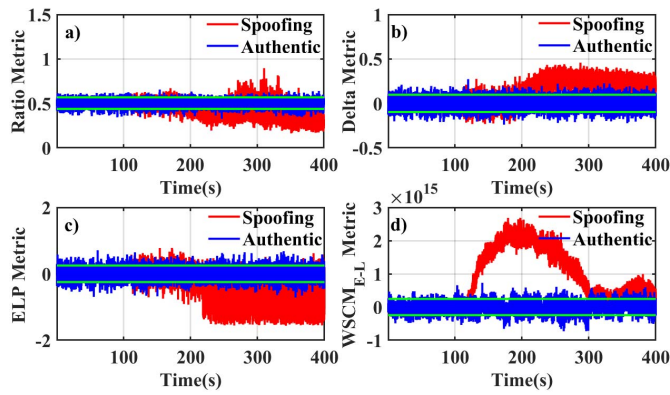 a)
Spoofing
Authentic
Ratio Metric
1.5
1
0.5
0
100 200 300 400
Time(s)
b)
Spoofing
Authentic
Delta Metric
1
0.5
0
-0.5
100 200 300 400
Time(s)
c)
Spoofing
Authentic
ELP Metric
2
0
-2
100 200 300 400
Time(s)
×10¹⁵
d)
Spoofing
Authentic
WSCM_E-L Metric
3
2
1
0
-1
100 200 300 400
Time(s)